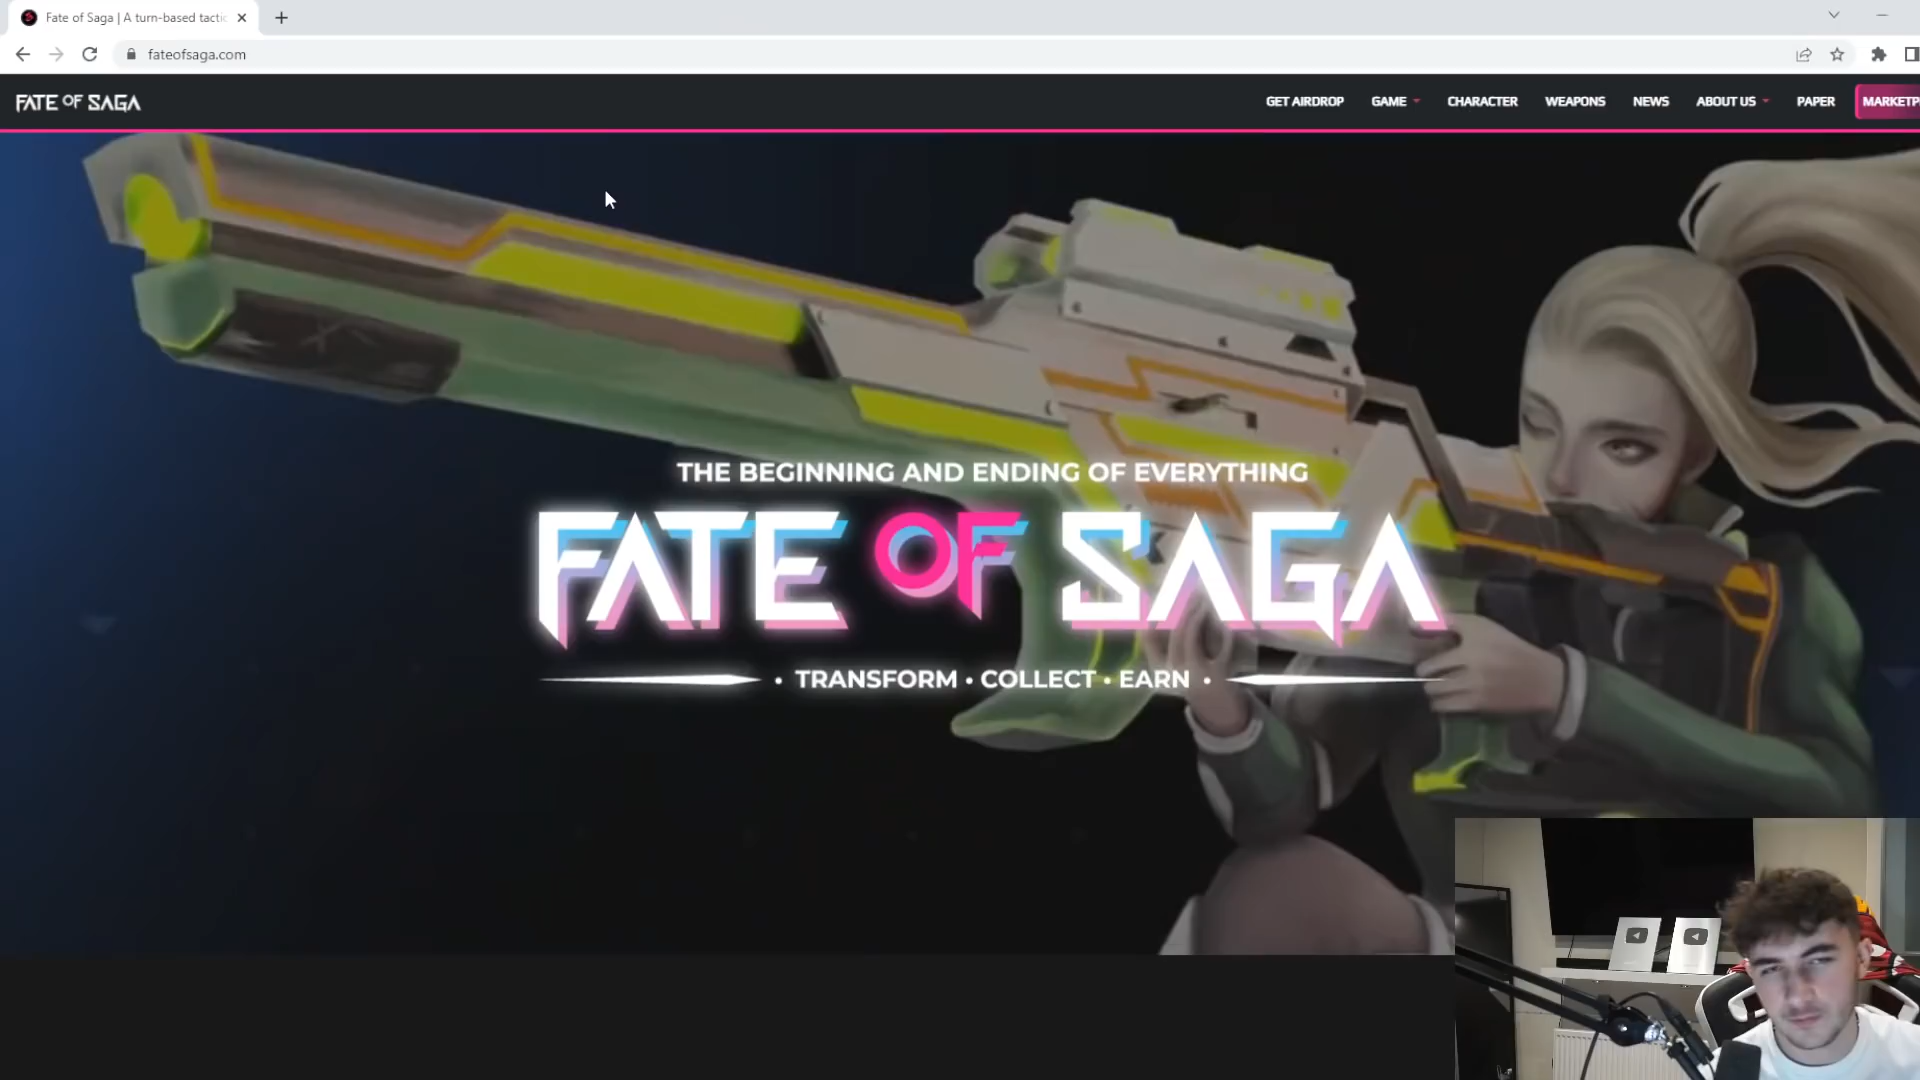 Fate of Saga | A turn-based tactic
fateofsaga.com
FATE OF SAGA
GET AIRDROP
GAME
CHARACTER
WEAPONS
NEWS
ABOUT US
PAPER
MARKETP
THE BEGINNING AND ENDING OF EVERYTHING
FATE OF SAGA
• TRANSFORM • COLLECT • EARN •